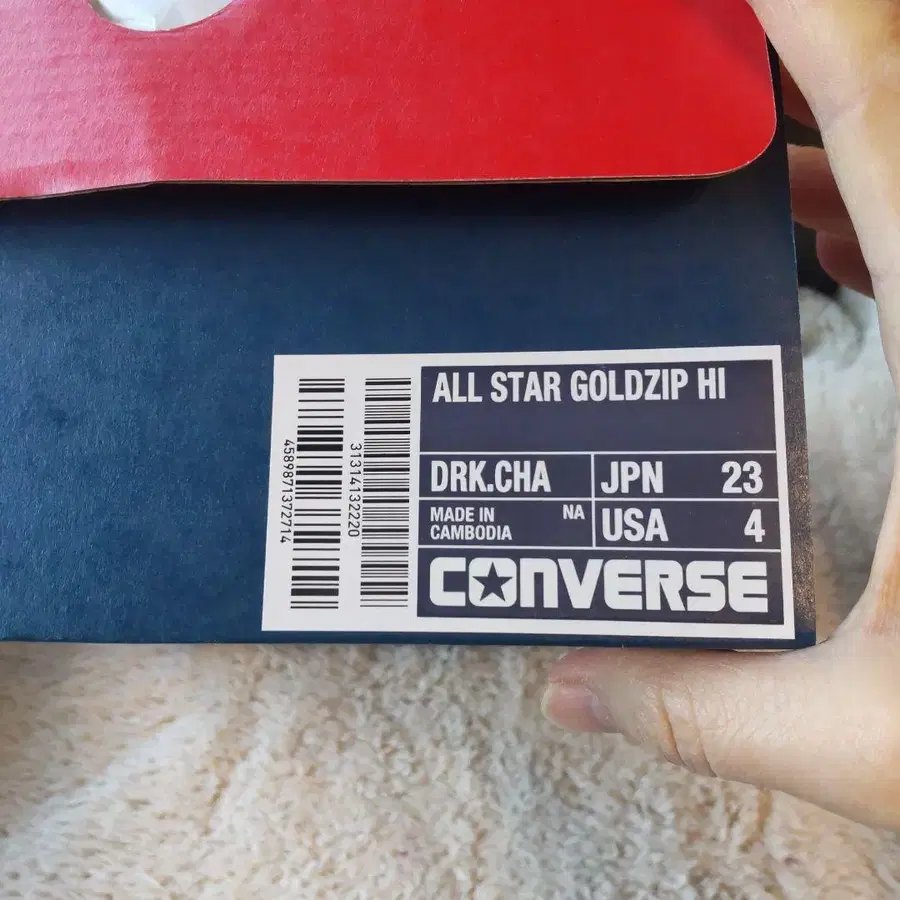 ALL STAR GOLDZIP HI
DRK.CHA JPN 23
MADE IN CAMBODIA NA USA 4
CONVERSE
4589871372714
31314132220